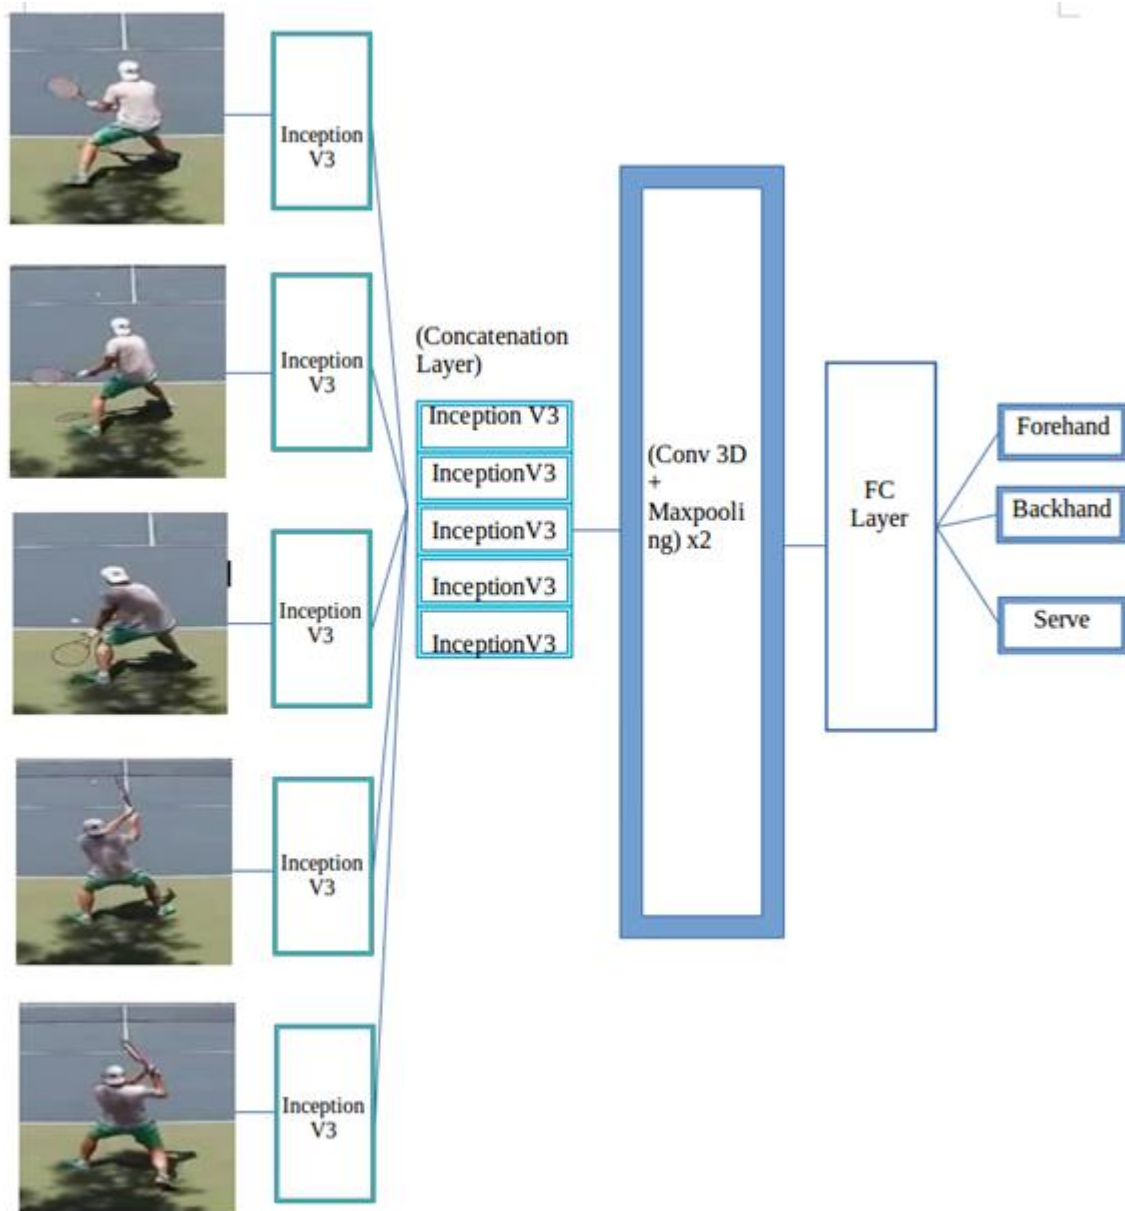 Inception
V3
Inception
V3
Inception
V3
Inception
V3
Inception
V3
(Concatenation
Layer)
Inception V3
InceptionV3
InceptionV3
InceptionV3
InceptionV3
(Conv 3D
+
Maxpooli
ng) x2
FC
Layer
Forehand
Backhand
Serve